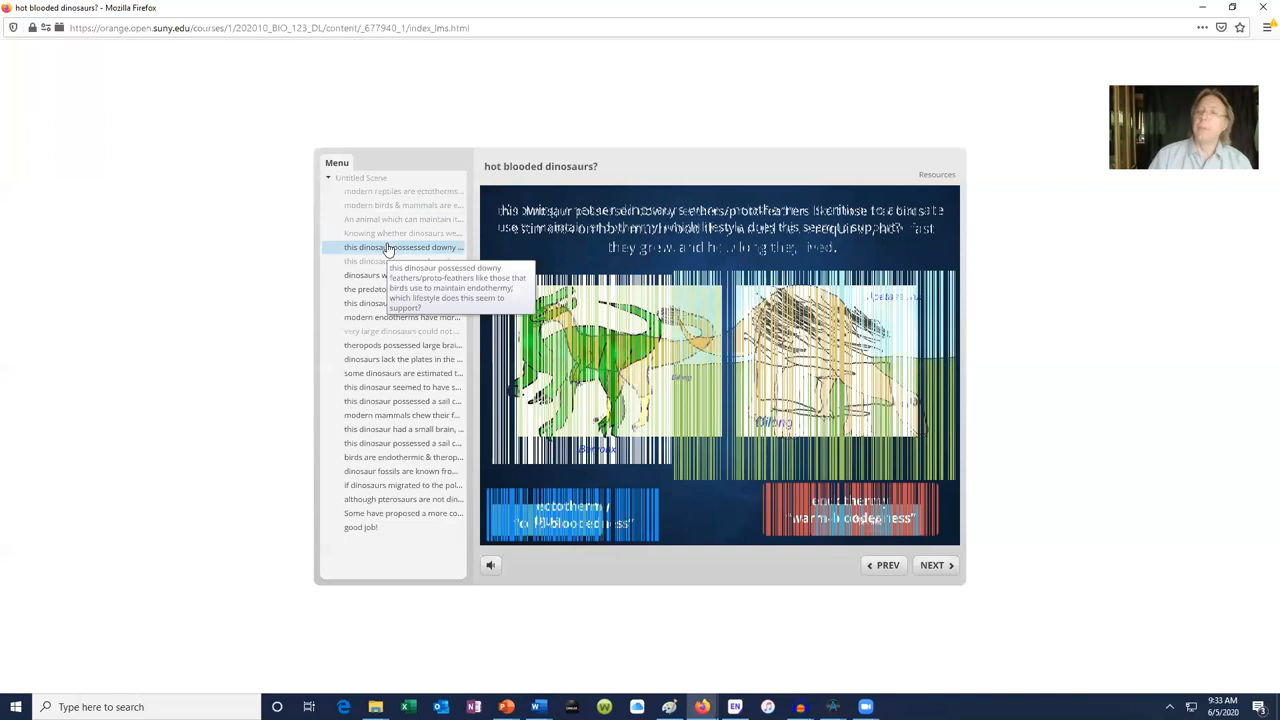 hot blooded dinosaurs? - Mozilla Firefox
https://orange.open.suny.edu/courses/1/202010_BIO_123_DL/content/_677940_1/index_lms.html
Menu
Untitled Scene
modern reptiles are ectotherms...
modern birds & mammals are e...
An animal which can maintain it...
Knowing whether dinosaurs we...
this dinosaur possessed downy ...
this dinos
dinosaurs w
the predato
this dinosau
modern endotherms have mor...
very large dinosaurs could not ...
theropods possessed large brai...
dinosaurs lack the plates in the ...
some dinosaurs are estimated t...
this dinosaur seemed to have s...
this dinosaur possessed a sail c...
modern mammals chew their f...
this dinosaur had a small brain, ...
this dinosaur possessed a sail c...
birds are endothermic & therop...
dinosaur fossils are known fro...
if dinosaurs migrated to the pol...
although pterosaurs are not din...
Some have proposed a more co...
good job!
this dinosaur possessed downy
feathers/proto-feathers like those that
birds use to maintain endothermy;
which lifestyle does this seem to
support?
hot blooded dinosaurs?
Resources
they grew, and how long they lived.
Dilong
ectothermy
"cold-bloodedness"
endothermy
"warm-bloodedness"
PREV
NEXT
Type here to search
9:33 AM
6/5/2020